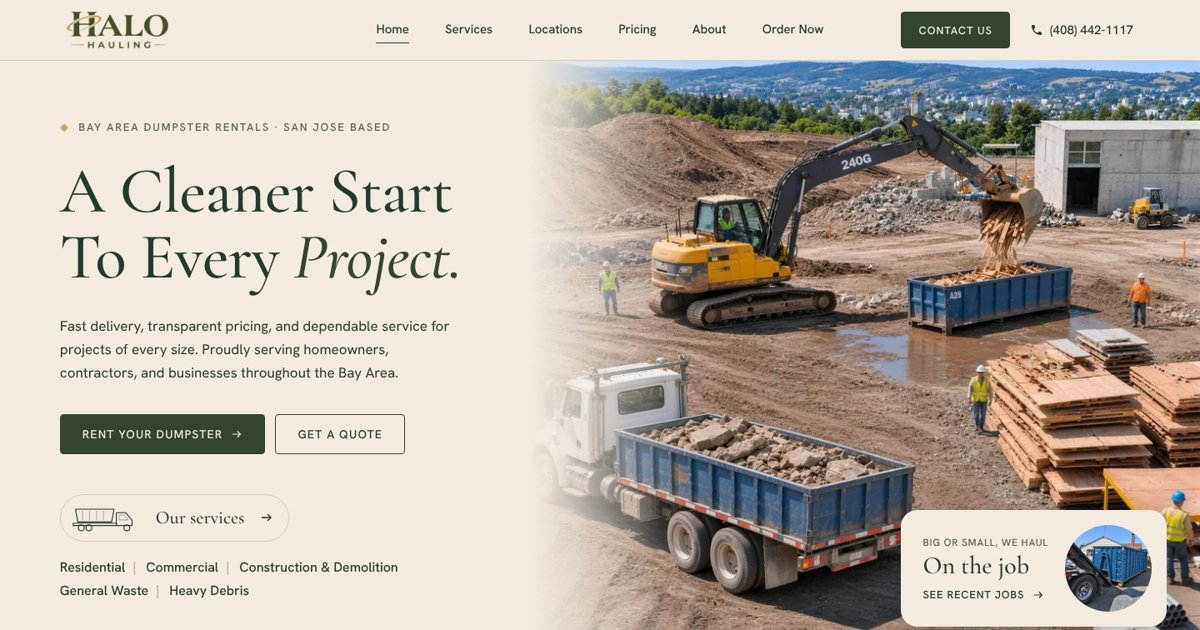 HALO
HAULING
Home
Services
Locations
Pricing
About
Order Now
CONTACT US
(408) 442-1117
BAY AREA DUMPSTER RENTALS · SAN JOSE BASED
A Cleaner Start
To Every Project.
Fast delivery, transparent pricing, and dependable service for
projects of every size. Proudly serving homeowners,
contractors, and businesses throughout the Bay Area.
RENT YOUR DUMPSTER →
GET A QUOTE
Our services →
Residential | Commercial | Construction & Demolition
General Waste | Heavy Debris
240G
A29
BIG OR SMALL, WE HAUL
On the job
SEE RECENT JOBS →